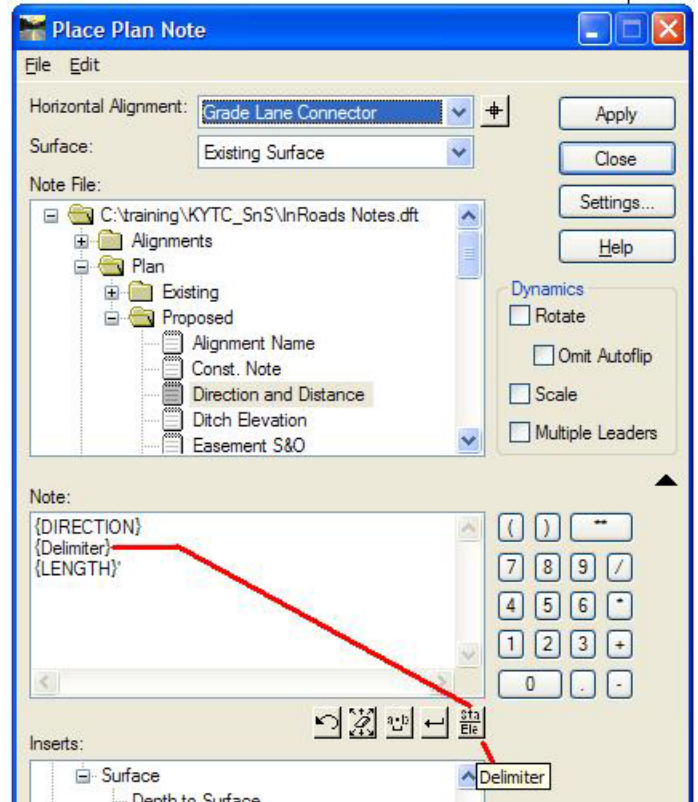 Place Plan Note
File Edit
Horizontal Alignment: Grade Lane Connector
Apply
Surface: Existing Surface
Close
Note File:
C:\training\KYTC_SnS\InRoads Notes.dft
Settings...
Alignments
Help
Plan
Existing
Dynamics
Proposed
Rotate
Alignment Name
Omit Autoflip
Const. Note
Direction and Distance
Scale
Ditch Elevation
Multiple Leaders
Easement S&O
Note:
{DIRECTION}
{Delimiter}
{LENGTH}'
( ) **
7 8 9 /
4 5 6 *
1 2 3 +
0 . -
a b
Sta
Ele
Inserts:
Surface
Delimiter
Depth to Surface